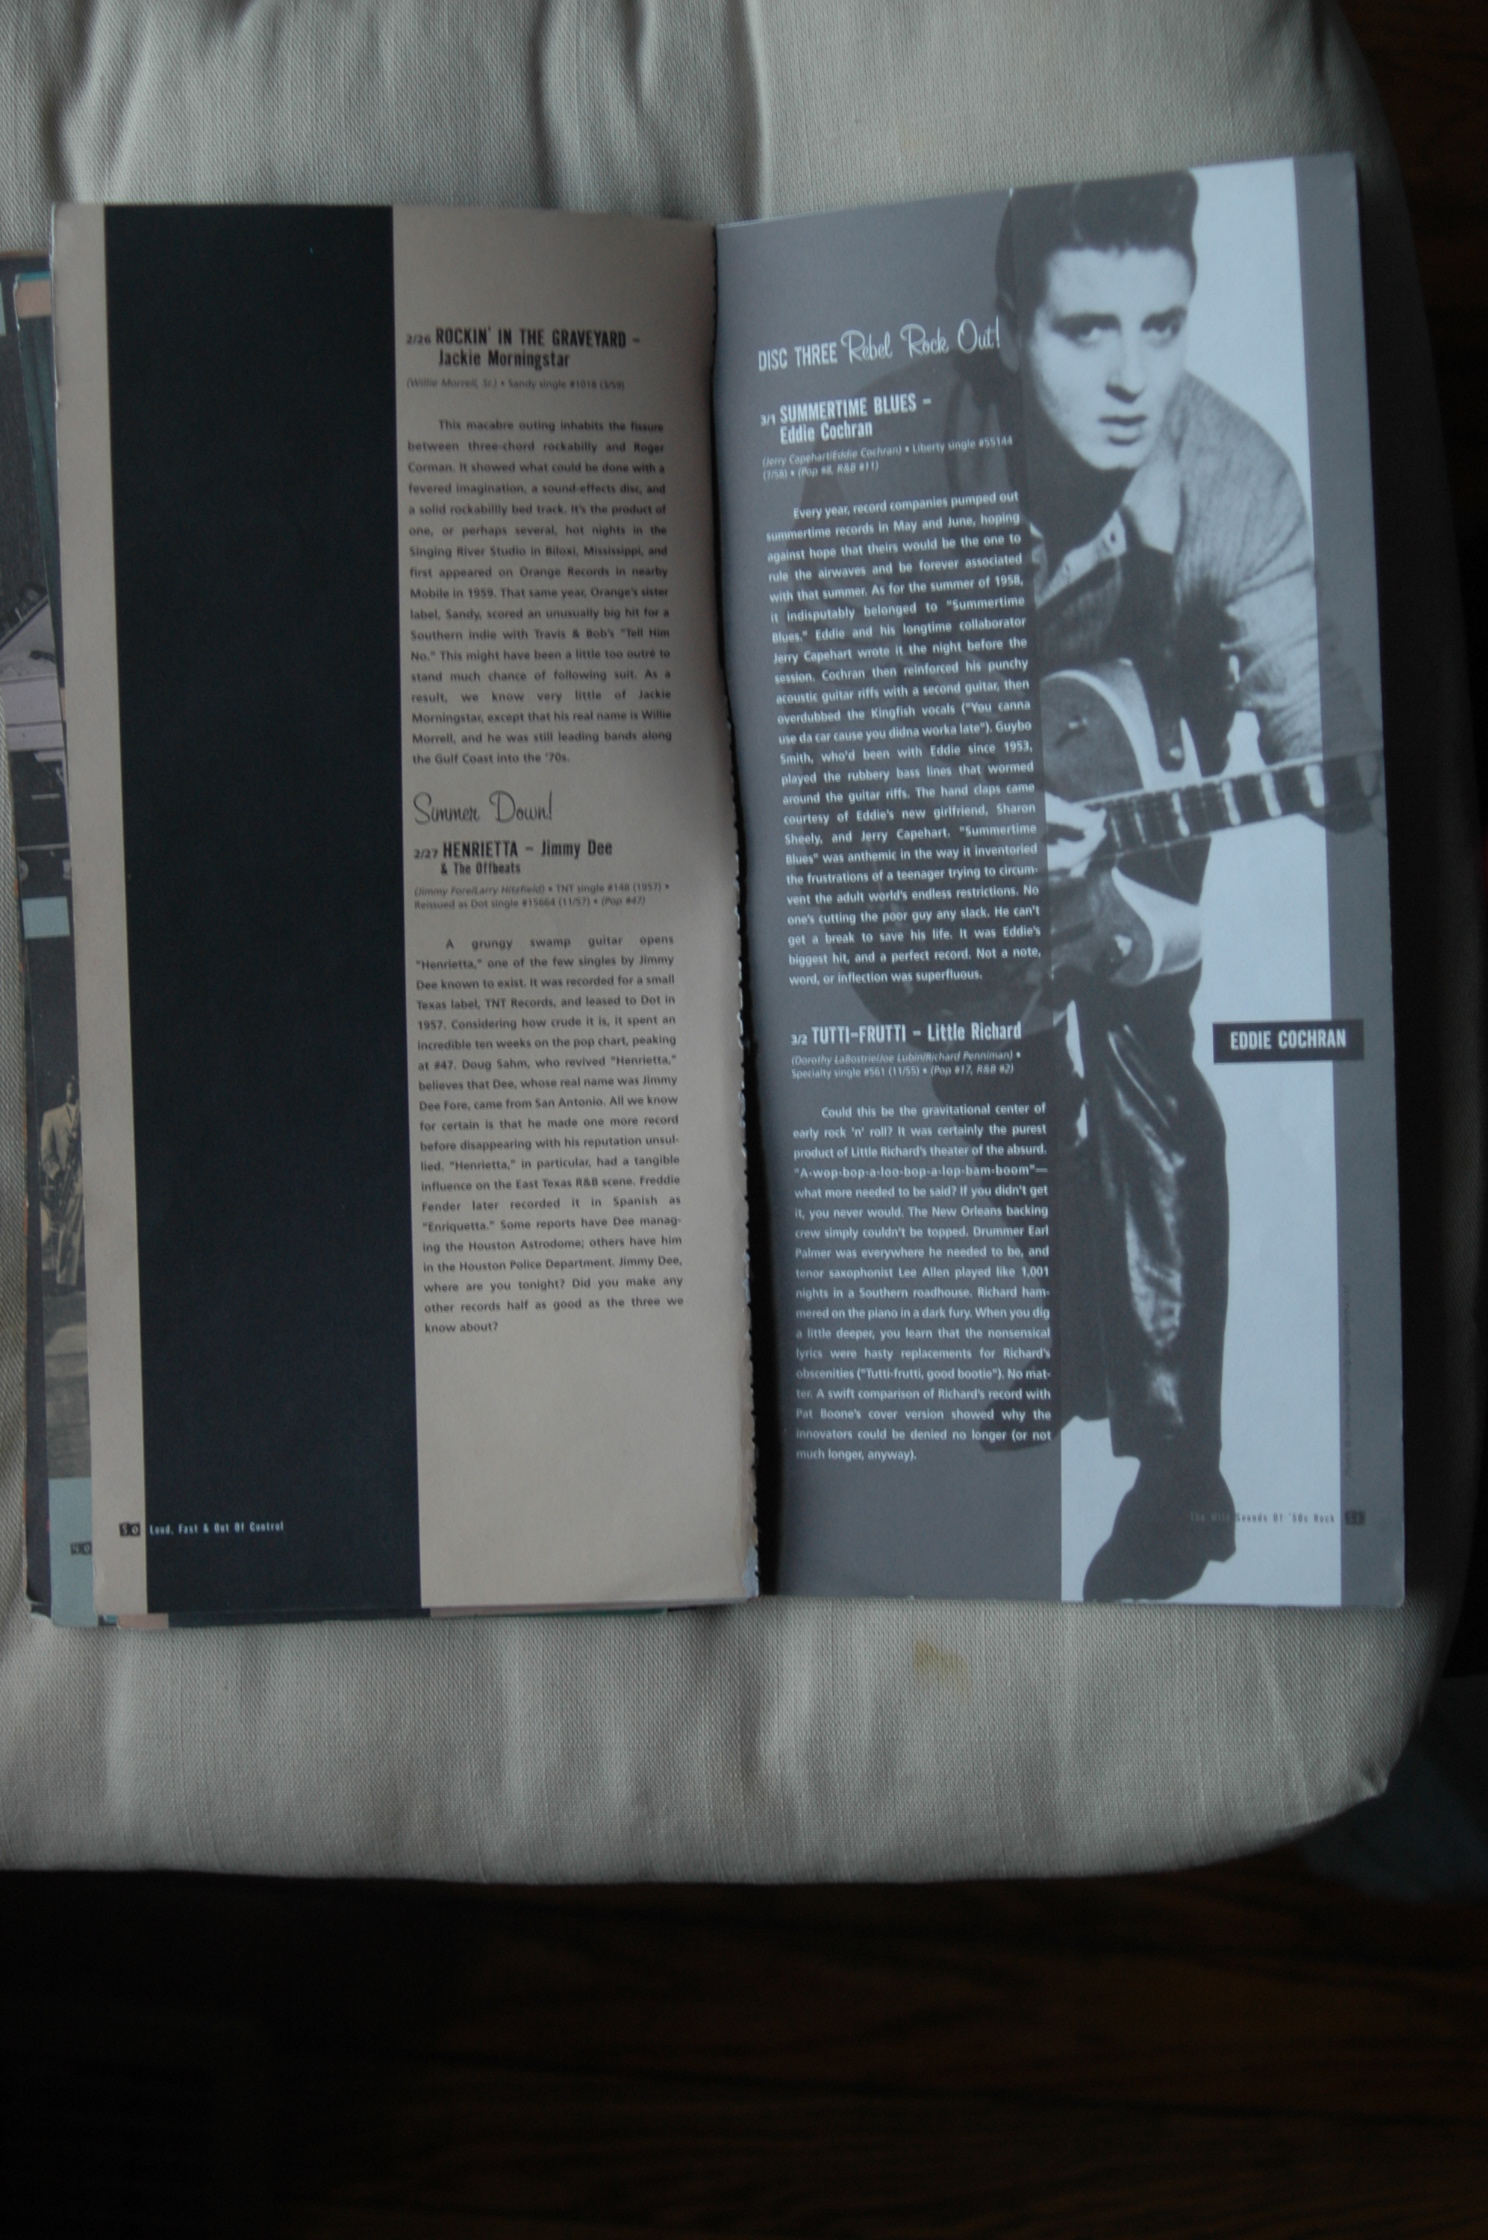 2/26 ROCKIN' IN THE GRAVEYARD –
Jackie Morningstar
(Willie Morrell, Sr.) • Sandy single #1018 (3/59)
This macabre outing inhabits the fissure
between three-chord rockabilly and Roger
Corman. It showed what could be done with a
fevered imagination, a sound-effects disc, and
a solid rockabillly bed track. It's the product of
one, or perhaps several, hot nights in the
Singing River Studio in Biloxi, Mississippi, and
first appeared on Orange Records in nearby
Mobile in 1959. That same year, Orange's sister
label, Sandy, scored an unusually big hit for a
Southern indie with Travis & Bob's "Tell Him
No." This might have been a little too outré to
stand much chance of following suit. As a
result, we know very little of Jackie
Morningstar, except that his real name is Willie
Morrell, and he was still leading bands along
the Gulf Coast into the '70s.
Simmer Down!
2/27 HENRIETTA – Jimmy Dee
& The Offbeats
(Jimmy Fore/Larry Hitzfield) • TNT single #148 (1957) •
Reissued as Dot single #15664 (11/57) • (Pop #47)
A grungy swamp guitar opens
"Henrietta," one of the few singles by Jimmy
Dee known to exist. It was recorded for a small
Texas label, TNT Records, and leased to Dot in
1957. Considering how crude it is, it spent an
incredible ten weeks on the pop chart, peaking
at #47. Doug Sahm, who revived "Henrietta,"
believes that Dee, whose real name was Jimmy
Dee Fore, came from San Antonio. All we know
for certain is that he made one more record
before disappearing with his reputation unsul-
lied. "Henrietta," in particular, had a tangible
influence on the East Texas R&B scene. Freddie
Fender later recorded it in Spanish as
"Enriquetta." Some reports have Dee manag-
ing the Houston Astrodome; others have him
in the Houston Police Department. Jimmy Dee,
where are you tonight? Did you make any
other records half as good as the three we
know about?
50 Loud, Fast & Out Of Control
DISC THREE Rebel Rock Out!
3/1 SUMMERTIME BLUES –
Eddie Cochran
(Jerry Capehart/Eddie Cochran) • Liberty single #55144
(7/58) • (Pop #8, R&B #11)
Every year, record companies pumped out
summertime records in May and June, hoping
against hope that theirs would be the one to
rule the airwaves and be forever associated
with that summer. As for the summer of 1958,
it indisputably belonged to "Summertime
Blues." Eddie and his longtime collaborator
Jerry Capehart wrote it the night before the
session. Cochran then reinforced his punchy
acoustic guitar riffs with a second guitar, then
overdubbed the Kingfish vocals ("You canna
use da car cause you didna worka late"). Guybo
Smith, who'd been with Eddie since 1953,
played the rubbery bass lines that wormed
around the guitar riffs. The hand claps came
courtesy of Eddie's new girlfriend, Sharon
Sheely, and Jerry Capehart. "Summertime
Blues" was anthemic in the way it inventoried
the frustrations of a teenager trying to circum-
vent the adult world's endless restrictions. No
one's cutting the poor guy any slack. He can't
get a break to save his life. It was Eddie's
biggest hit, and a perfect record. Not a note,
word, or inflection was superfluous.
3/2 TUTTI-FRUTTI – Little Richard
(Dorothy LaBostrie/Joe Lubin/Richard Penniman) •
Specialty single #561 (11/55) • (Pop #17, R&B #2)
Could this be the gravitational center of
early rock 'n' roll? It was certainly the purest
product of Little Richard's theater of the absurd.
"A-wop-bop-a-loo-bop-a-lop-bam-boom"—
what more needed to be said? If you didn't get
it, you never would. The New Orleans backing
crew simply couldn't be topped. Drummer Earl
Palmer was everywhere he needed to be, and
tenor saxophonist Lee Allen played like 1,001
nights in a Southern roadhouse. Richard ham-
mered on the piano in a dark fury. When you dig
a little deeper, you learn that the nonsensical
lyrics were hasty replacements for Richard's
obscenities ("Tutti-frutti, good bootie"). No mat-
ter. A swift comparison of Richard's record with
Pat Boone's cover version showed why the
innovators could be denied no longer (or not
much longer, anyway).
EDDIE COCHRAN
The Wild Sounds Of '50s Rock 51